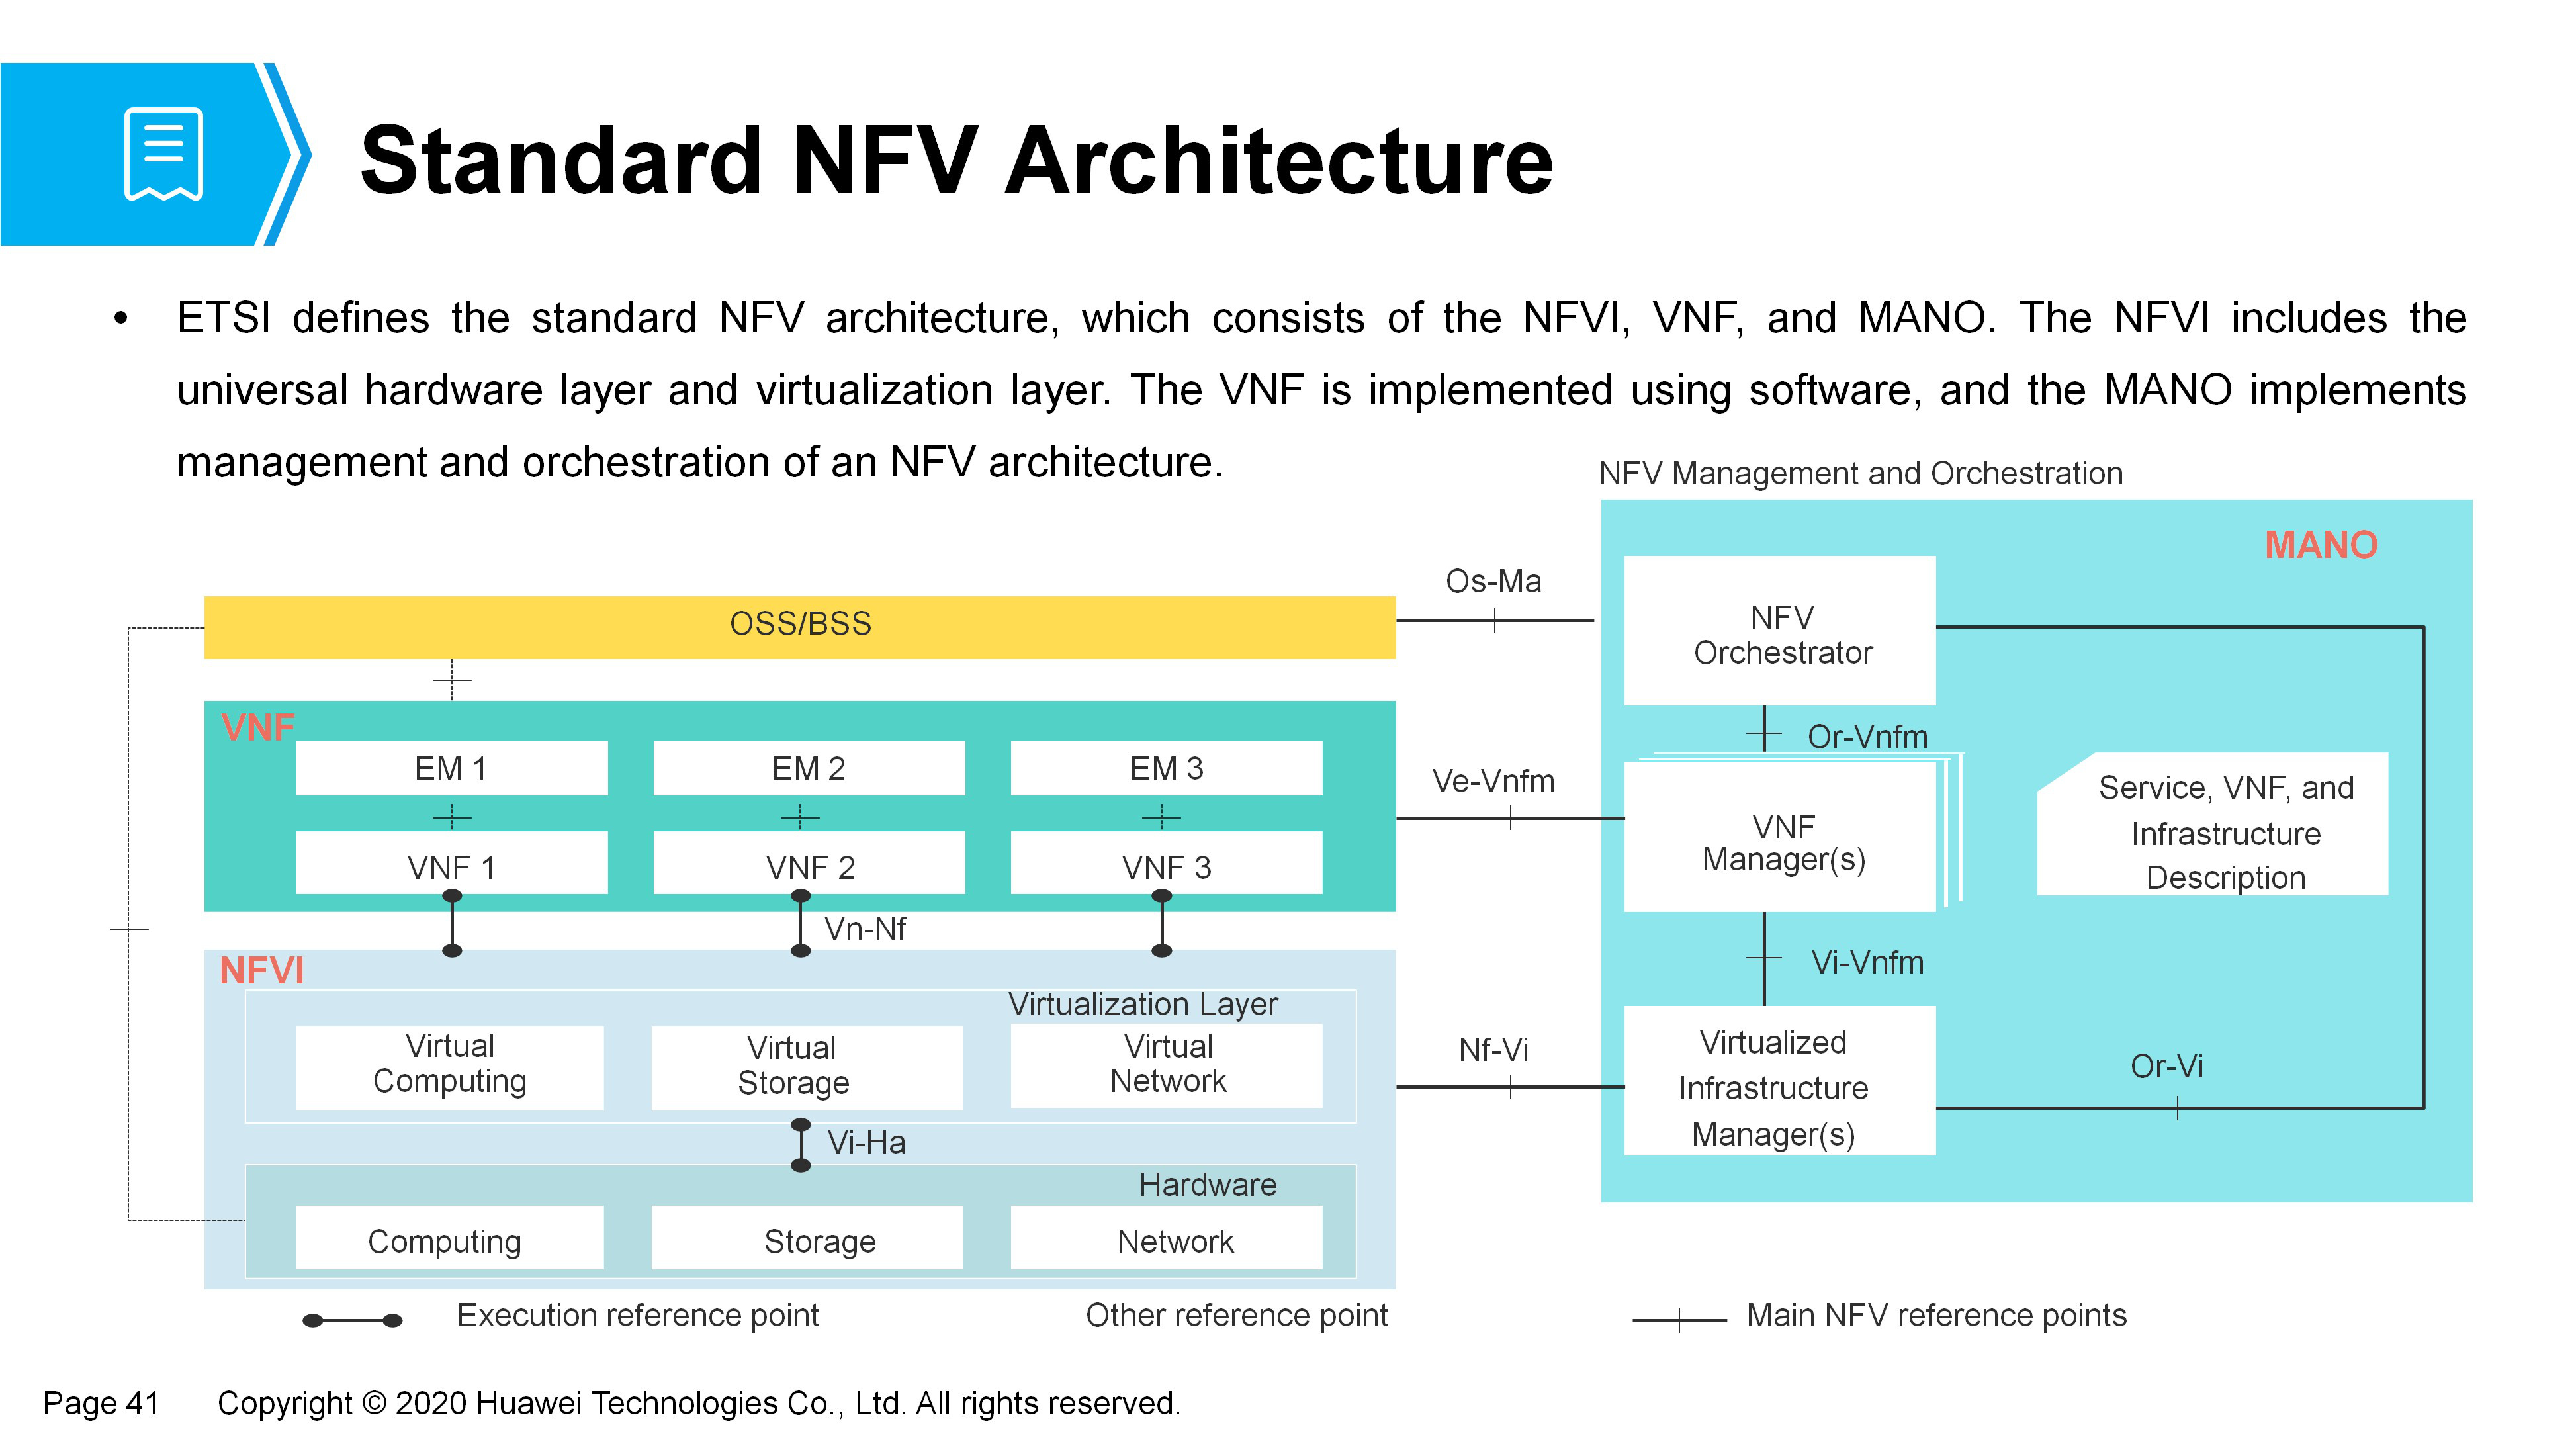 Standard NFV Architecture
• ETSI defines the standard NFV architecture, which consists of the NFVI, VNF, and MANO. The NFVI includes the
universal hardware layer and virtualization layer. The VNF is implemented using software, and the MANO implements
management and orchestration of an NFV architecture.
NFV Management and Orchestration
MANO
Os-Ma
OSS/BSS
NFV
Orchestrator
Or-Vnfm
VNF
EM 1
EM 2
EM 3
Ve-Vnfm
VNF 1
VNF 2
VNF 3
VNF
Manager(s)
Service, VNF, and
Infrastructure
Description
Vn-Nf
Vi-Vnfm
NFVI
Virtualization Layer
Virtual
Computing
Virtual
Storage
Virtual
Network
Nf-Vi
Virtualized
Infrastructure
Manager(s)
Or-Vi
Vi-Ha
Hardware
Computing
Storage
Network
Execution reference point
Other reference point
Main NFV reference points
Page 41
Copyright © 2020 Huawei Technologies Co., Ltd. All rights reserved.